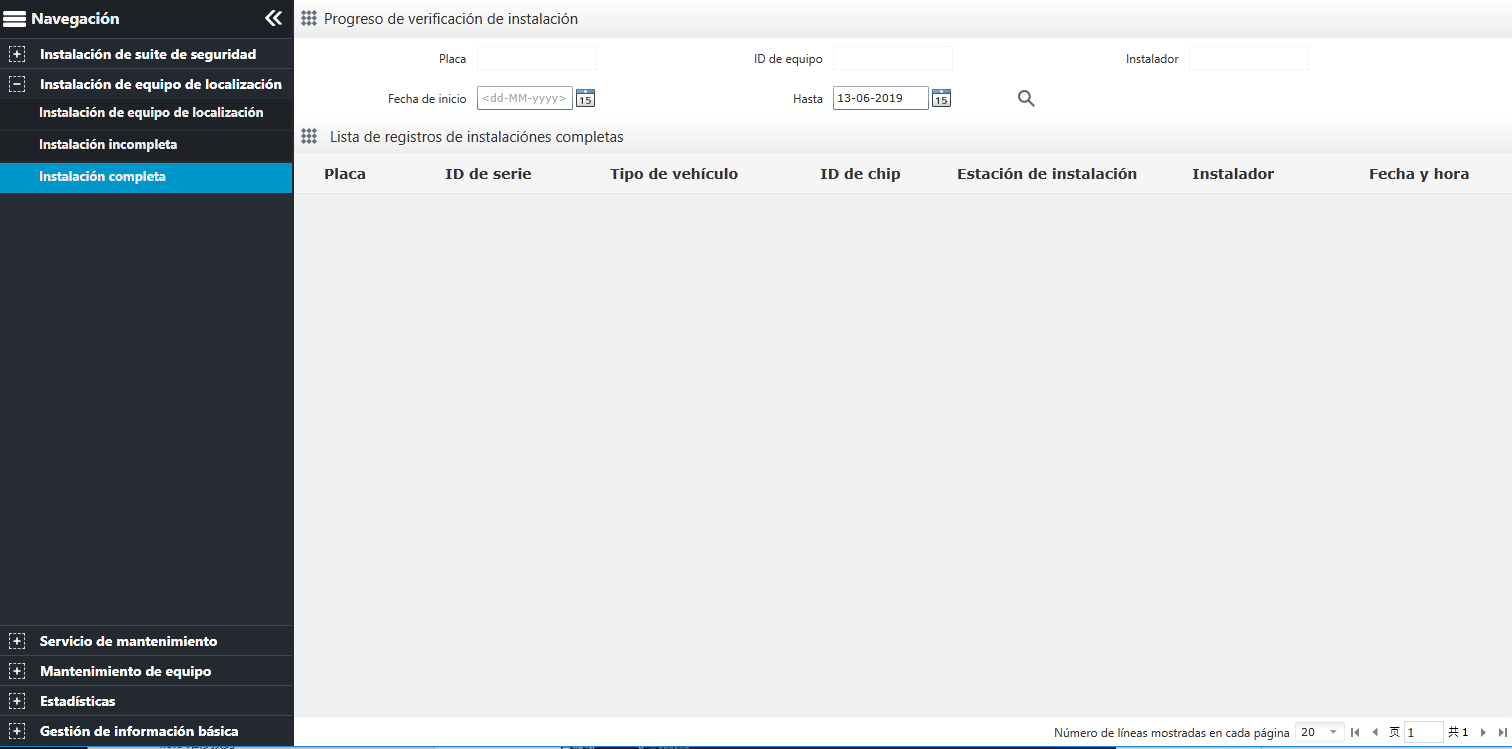 Navegación
Instalación de suite de seguridad
Instalación de equipo de localización
Instalación de equipo de localización
Instalación incompleta
Instalación completa
Servicio de mantenimiento
Mantenimiento de equipo
Estadísticas
Gestión de información básica
Progreso de verificación de instalación
Placa ID de equipo Instalador
Fecha de inicio <dd-MM-yyyy> 15 Hasta 13-06-2019 15
Lista de registros de instalaciónes completas
Placa ID de serie Tipo de vehículo ID de chip Estación de instalación Instalador Fecha y hora
Número de líneas mostradas en cada página 20 页 1 共 1